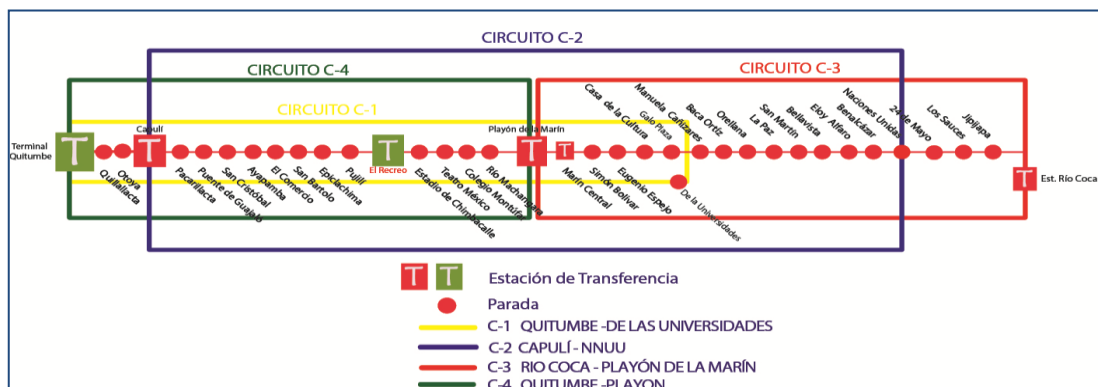 CIRCUITO C-2
CIRCUITO C-4
CIRCUITO C-3
CIRCUITO C-1
Terminal
Quitumbe
Quillallacta
Otoya
Capulí
Pacarillacta
Puente de Guajalo
San Cristóbal
Ayapamba
El Comercio
San Bartolo
Epiclachima
Pujilí
El Recreo
Estadio de Chimbacalle
Teatro México
Colegio Montúfar
Río Machangara
Playón de la Marín
Marín Central
Simón Bolivar
Eugenio Espejo
Casa de la Cultura
Galo Plaza
Manuela Cañizares
De la Universidades
Baca Ortiz
Orellana
La Paz
San Martín
Bellavista
Eloy Alfaro
Benalcázar
Naciones Unidas
24 de Mayo
Los Sauces
Jipijapa
Est. Río Coca
T T Estación de Transferencia
Parada
C-1 QUITUMBE -DE LAS UNIVERSIDADES
C-2 CAPULÍ - NNUU
C-3 RIO COCA - PLAYÓN DE LA MARÍN
C-4 QUITUMBE -PLAYON